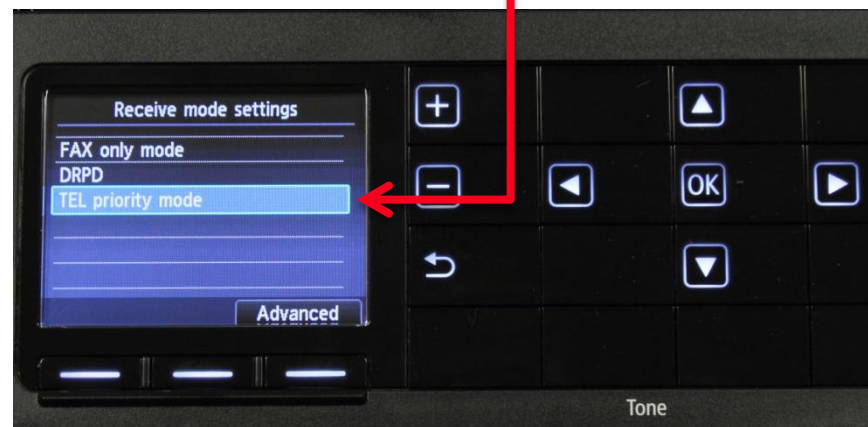 Receive mode settings
FAX only mode
DRPD
TEL priority mode
Advanced
+
−
OK
Tone